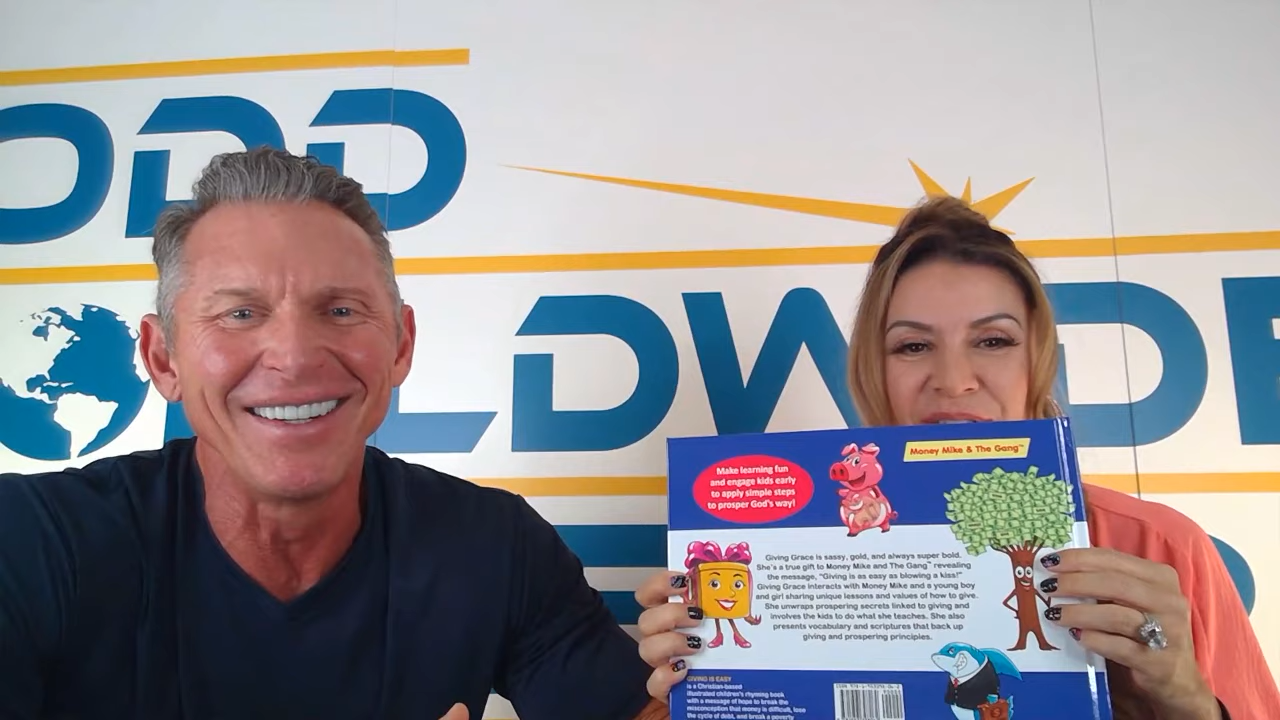 ODD
LDW DE
Money Mike & The Gang™
Make learning fun
and engage kids early
to apply simple steps
to prosper God's way!
Giving Grace is sassy, gold, and always super bold.
She's a true gift to Money Mike and The Gang™ revealing
the message, "Giving is as easy as blowing a kiss!"
Giving Grace interacts with Money Mike and a young boy
and girl sharing unique lessons and values of how to give.
She unwraps prospering secrets linked to giving and
involves the kids to do what she teaches. She also
presents vocabulary and scriptures that back up
giving and prospering principles.
GIVING IS EASY
is a Christian-based
illustrated children's rhyming book
with a message of hope to break the
misconception that money is difficult, lose
the cycle of debt, and break a poverty